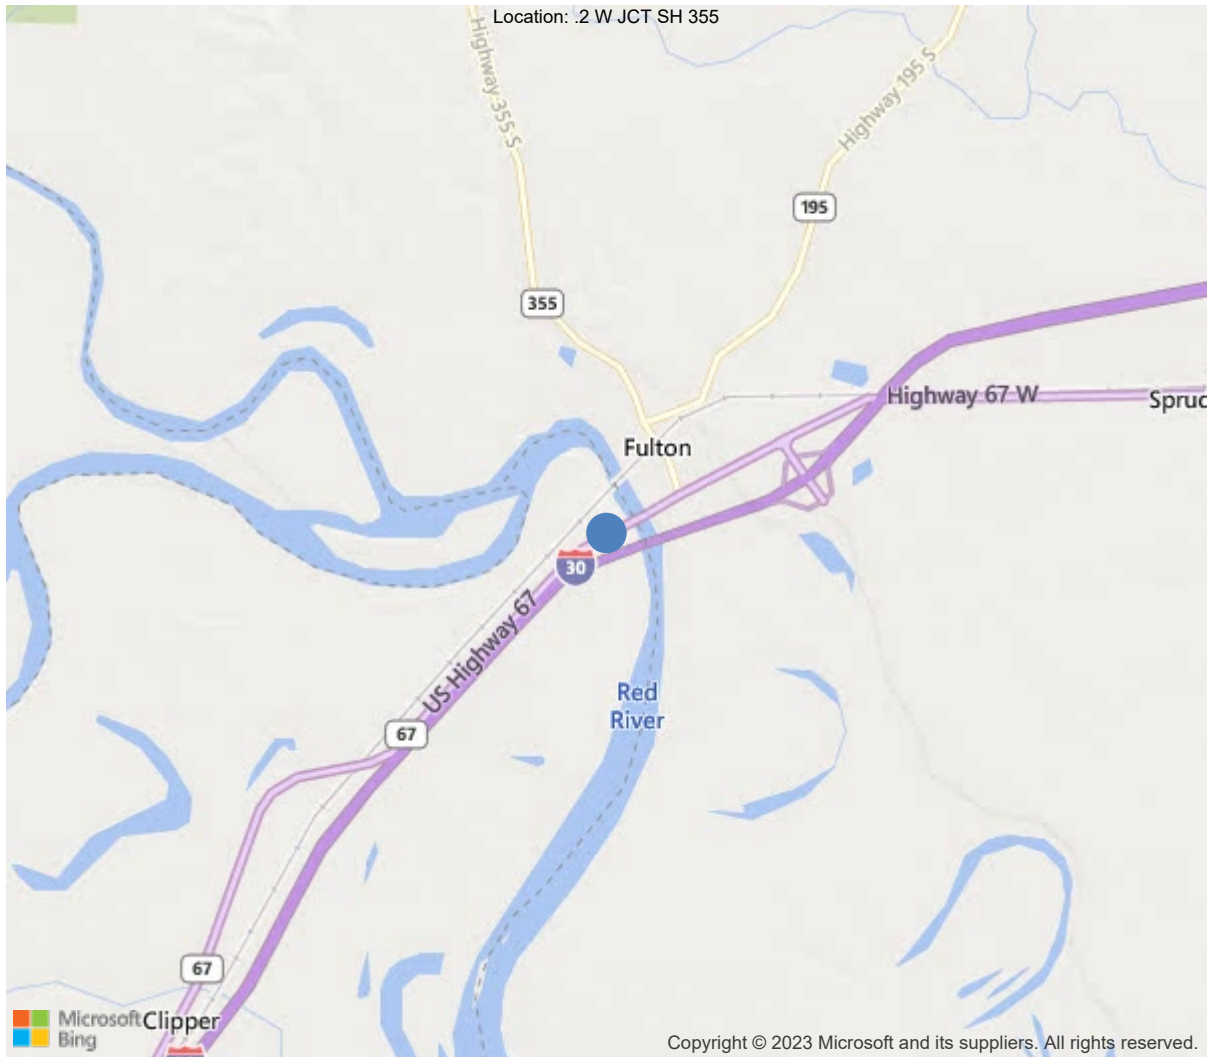 Location: .2 W JCT SH 355
Highway 355 S
Highway 195 S
195
355
Highway 67 W
Spruc
Fulton
30
US Highway 67
Red
River
67
67
Clipper
Microsoft
Bing
Copyright © 2023 Microsoft and its suppliers. All rights reserved.